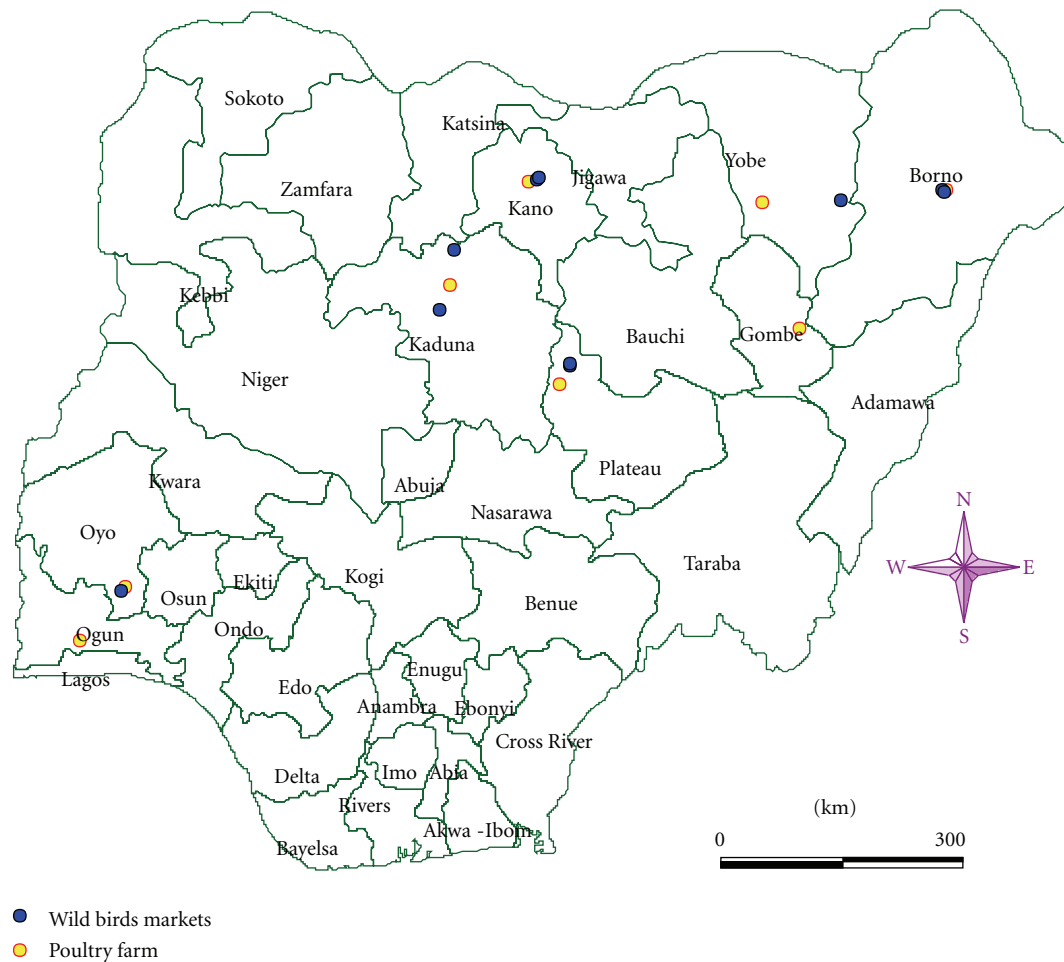 Sokoto
Katsina
Yobe
Jigawa
Borno
Zamfara
Kano
Kebbi
Bauchi
Gombe
Kaduna
Niger
Adamawa
Plateau
Kwara
Abuja
Nasarawa
N
Oyo
Taraba
W
E
Kogi
Ekiti
Osun
Benue
S
Ondo
Ogun
Enugu
Lagos
Edo
Anambra
Ebonyi
Cross River
Delta
Imo
Abia
Rivers
(km)
Akwa -Ibom
0 300
Bayelsa
Wild birds markets
Poultry farm